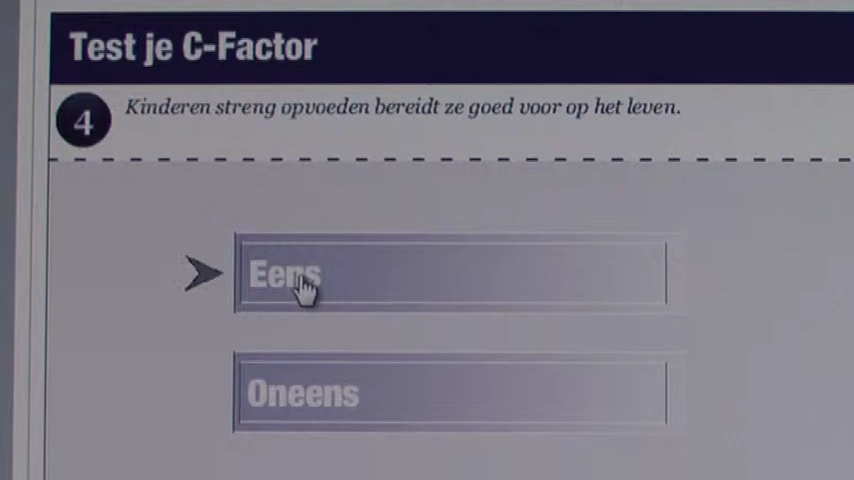 Test je C-Factor
4 Kinderen streng opvoeden bereidt ze goed voor op het leven.
Eens
Oneens